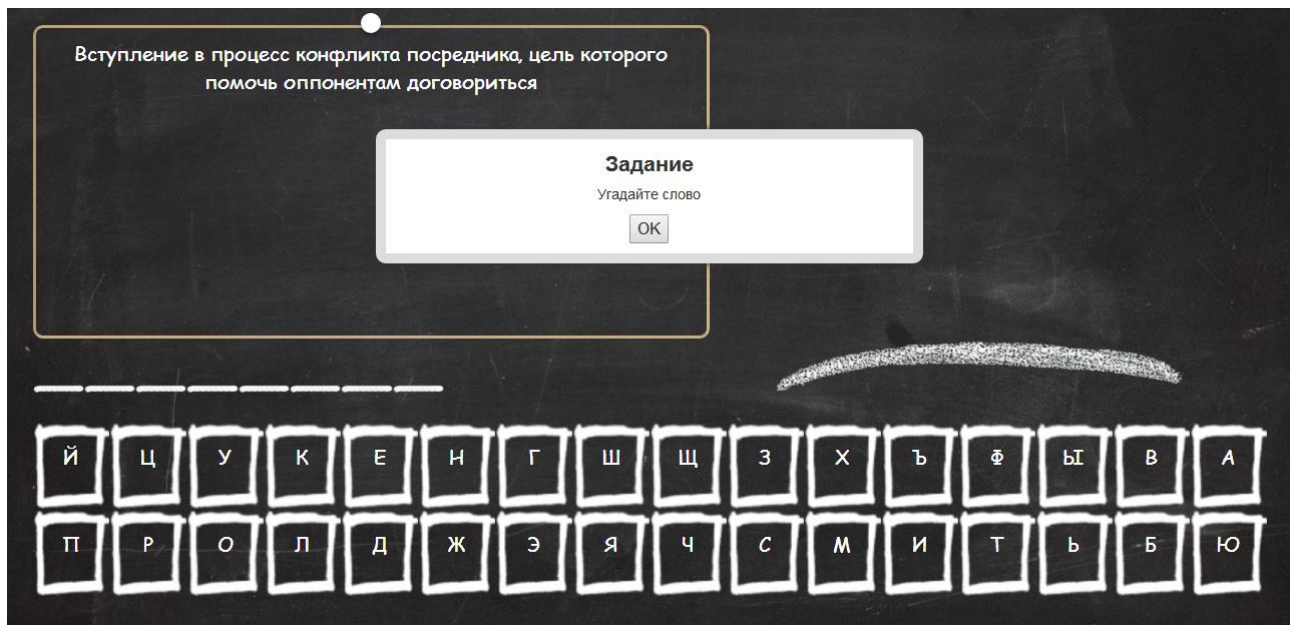 Вступление в процесс конфликта посредника, цель которого
помочь оппонентам договориться
Задание
Угадайте слово
OK
Й Ц У К Е Н Г Ш Щ З Х Ъ Ф Ы В А
П Р О Л Д Ж Э Я Ч С М И Т Ь Б Ю